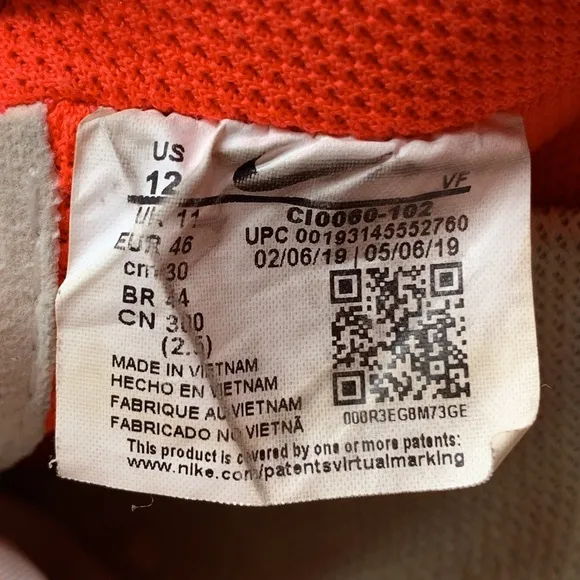 US
12
VF
UK 11
CI0060-102
EUR 46
UPC 00193145552760
cm 30
02/06/19 | 05/06/19
BR 44
CN 300
(2.5)
MADE IN VIETNAM
HECHO EN VIETNAM
FABRIQUE AU VIETNAM
FABRICADO NO VIETNÃ
000R3EG8M73GE
This product is covered by one or more patents:
www.nike.com/patentsvirtualmarking